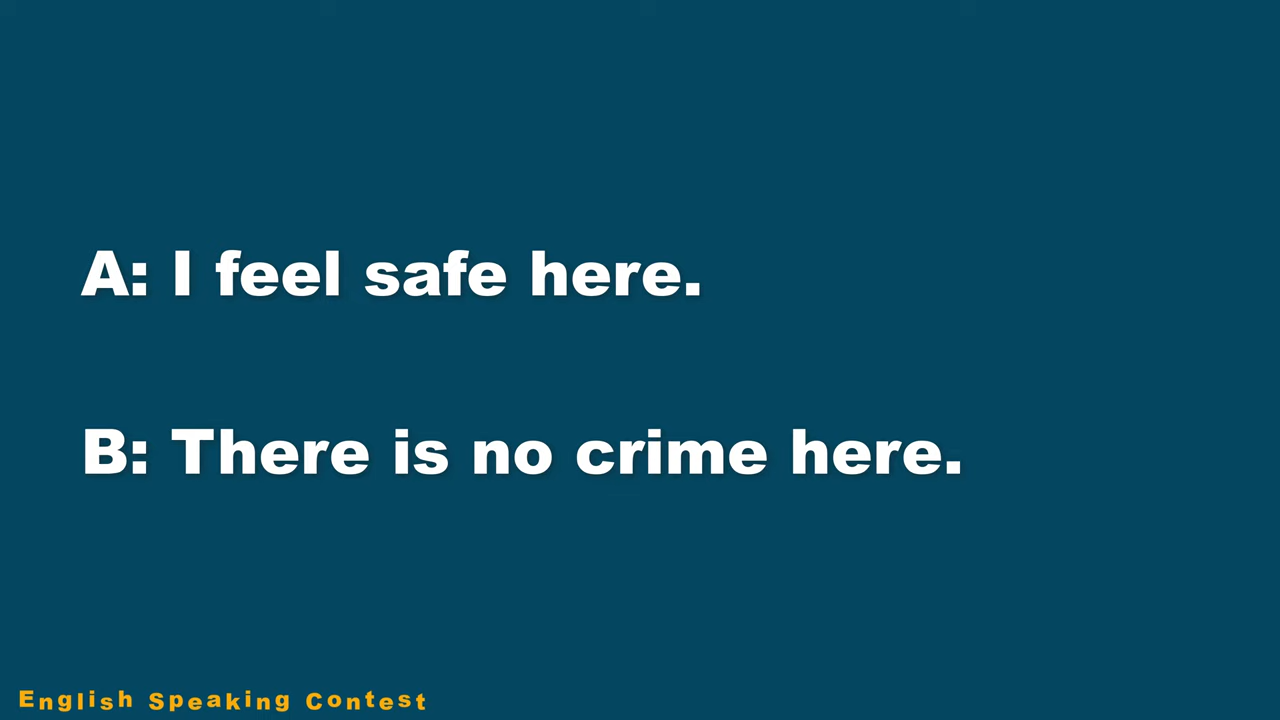 A: I feel safe here.
B: There is no crime here.
English Speaking Contest